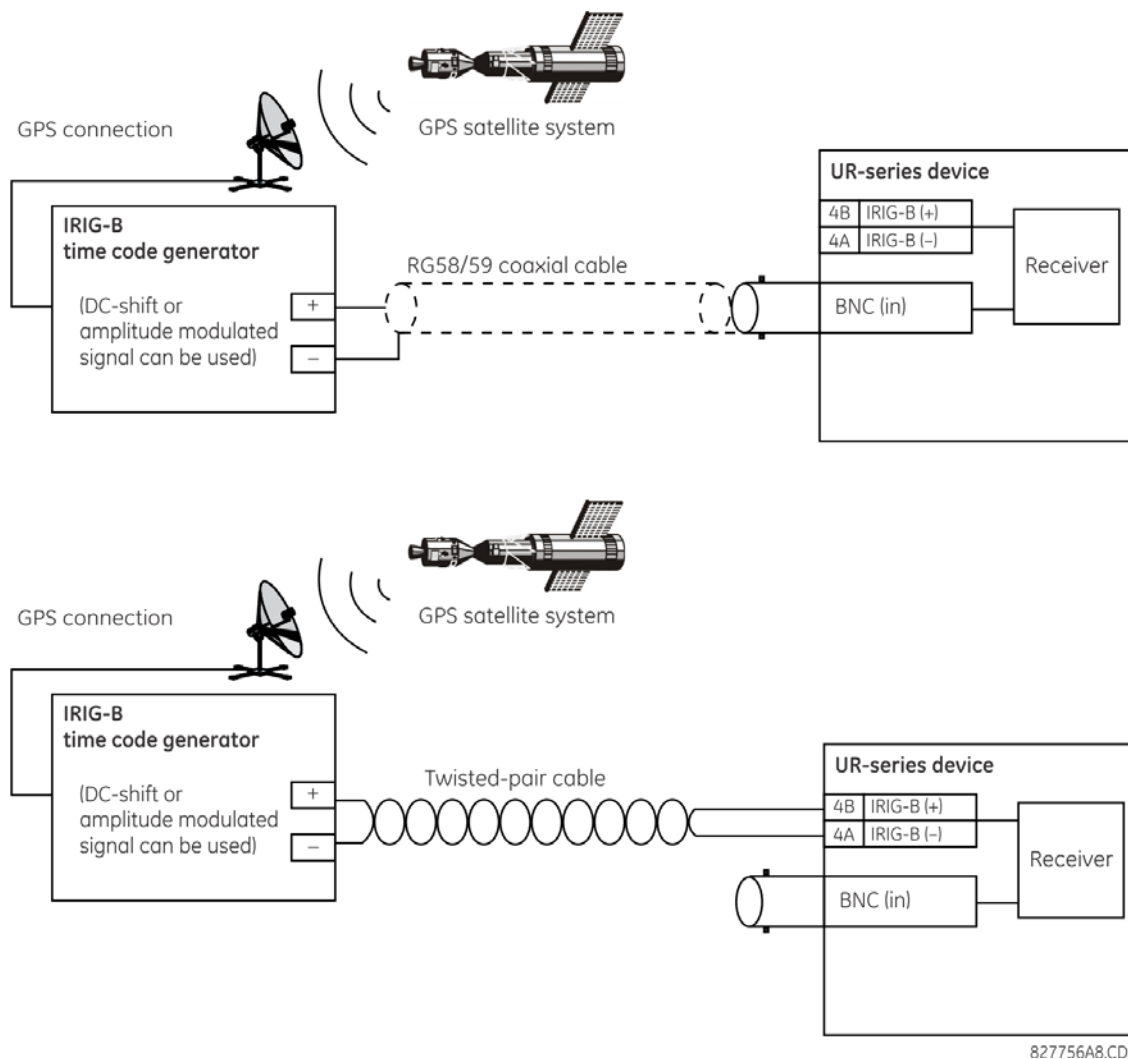 GPS satellite system
GPS connection
IRIG-B
time code generator
(DC-shift or
amplitude modulated
signal can be used)
+
–
RG58/59 coaxial cable
UR-series device
4B IRIG-B (+)
4A IRIG-B (–)
BNC (in)
Receiver
GPS satellite system
GPS connection
IRIG-B
time code generator
(DC-shift or
amplitude modulated
signal can be used)
+
–
Twisted-pair cable
UR-series device
4B IRIG-B (+)
4A IRIG-B (–)
BNC (in)
Receiver
827756A8.CD